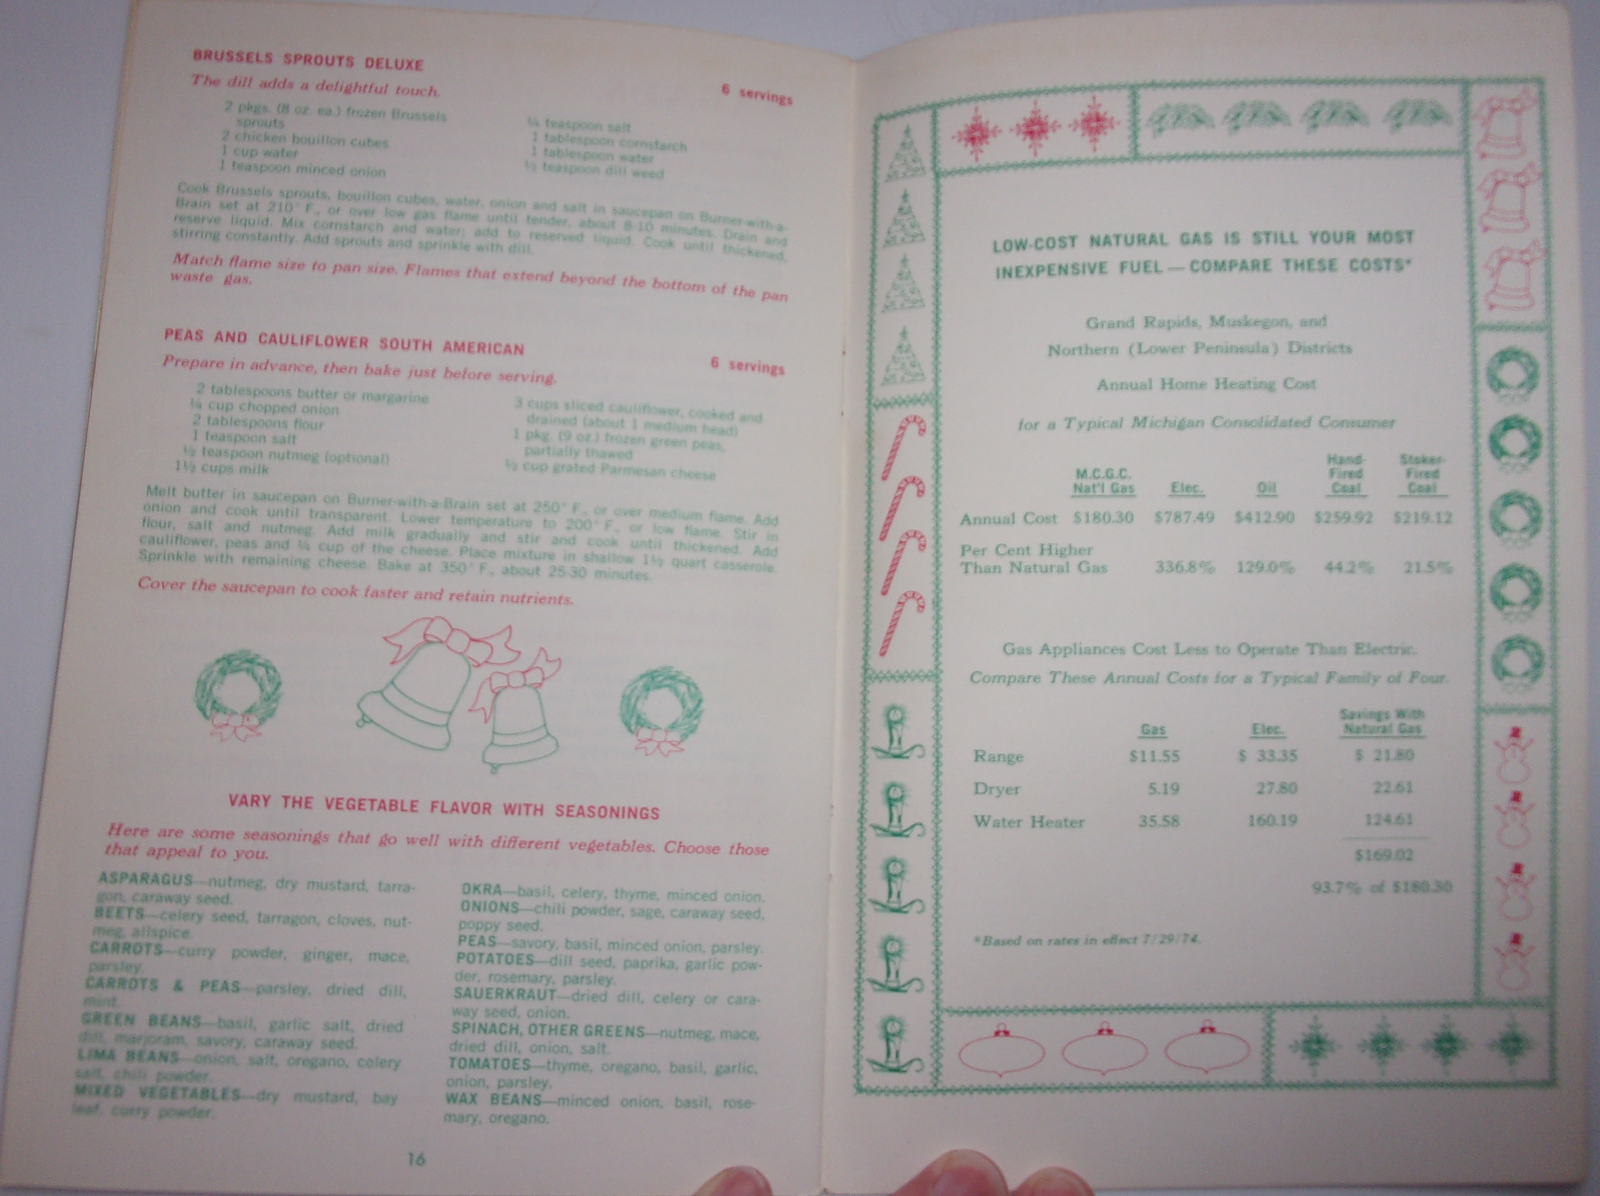 BRUSSELS SPROUTS DELUXE
The dill adds a delightful touch.
6 servings
2 pkgs. (8 oz. ea.) frozen Brussels
sprouts
2 chicken bouillon cubes
1 cup water
1 teaspoon minced onion
¼ teaspoon salt
1 tablespoon cornstarch
1 tablespoon water
½ teaspoon dill weed
Cook Brussels sprouts, bouillon cubes, water, onion and salt in saucepan on Burner-with-a-
Brain set at 210° F., or over low gas flame until tender, about 8-10 minutes. Drain and
reserve liquid. Mix cornstarch and water; add to reserved liquid. Cook until thickened,
stirring constantly. Add sprouts and sprinkle with dill.
Match flame size to pan size. Flames that extend beyond the bottom of the pan
waste gas.
PEAS AND CAULIFLOWER SOUTH AMERICAN
Prepare in advance, then bake just before serving.
6 servings
2 tablespoons butter or margarine
¼ cup chopped onion
2 tablespoons flour
1 teaspoon salt
½ teaspoon nutmeg (optional)
1½ cups milk
3 cups sliced cauliflower, cooked and
drained (about 1 medium head)
1 pkg. (9 oz.) frozen green peas,
partially thawed
½ cup grated Parmesan cheese
Melt butter in saucepan on Burner-with-a-Brain set at 250° F., or over medium flame. Add
onion and cook until transparent. Lower temperature to 200° F., or low flame. Stir in
flour, salt and nutmeg. Add milk gradually and stir and cook until thickened. Add
cauliflower, peas and ¼ cup of the cheese. Place mixture in shallow 1½ quart casserole.
Sprinkle with remaining cheese. Bake at 350° F., about 25-30 minutes.
Cover the saucepan to cook faster and retain nutrients.
VARY THE VEGETABLE FLAVOR WITH SEASONINGS
Here are some seasonings that go well with different vegetables. Choose those
that appeal to you.
ASPARAGUS—nutmeg, dry mustard, tarra-
gon, caraway seed.
BEETS—celery seed, tarragon, cloves, nut-
meg, allspice.
CARROTS—curry powder, ginger, mace,
parsley.
CARROTS & PEAS—parsley, dried dill,
mint.
GREEN BEANS—basil, garlic salt, dried
dill, marjoram, savory, caraway seed.
LIMA BEANS—onion, salt, oregano, celery
salt, chili powder.
MIXED VEGETABLES—dry mustard, bay
leaf, curry powder.
OKRA—basil, celery, thyme, minced onion.
ONIONS—chili powder, sage, caraway seed,
poppy seed.
PEAS—savory, basil, minced onion, parsley.
POTATOES—dill seed, paprika, garlic pow-
der, rosemary, parsley.
SAUERKRAUT—dried dill, celery or cara-
way seed, onion.
SPINACH, OTHER GREENS—nutmeg, mace,
dried dill, onion, salt.
TOMATOES—thyme, oregano, basil, garlic,
onion, parsley.
WAX BEANS—minced onion, basil, rose-
mary, oregano.
16
LOW-COST NATURAL GAS IS STILL YOUR MOST
INEXPENSIVE FUEL — COMPARE THESE COSTS*
Grand Rapids, Muskegon, and
Northern (Lower Peninsula) Districts
Annual Home Heating Cost
for a Typical Michigan Consolidated Consumer
M.C.G.C. Nat'l Gas Elec. Oil Hand-Fired Coal Stoker-Fired Coal
Annual Cost $180.30 $787.49 $412.90 $259.92 $219.12
Per Cent Higher
Than Natural Gas 336.8% 129.0% 44.2% 21.5%
Gas Appliances Cost Less to Operate Than Electric.
Compare These Annual Costs for a Typical Family of Four.
Gas Elec. Savings With Natural Gas
Range $11.55 $ 33.35 $ 21.80
Dryer 5.19 27.80 22.61
Water Heater 35.58 160.19 124.61
$169.02
93.7% of $180.30
*Based on rates in effect 7/29/74.